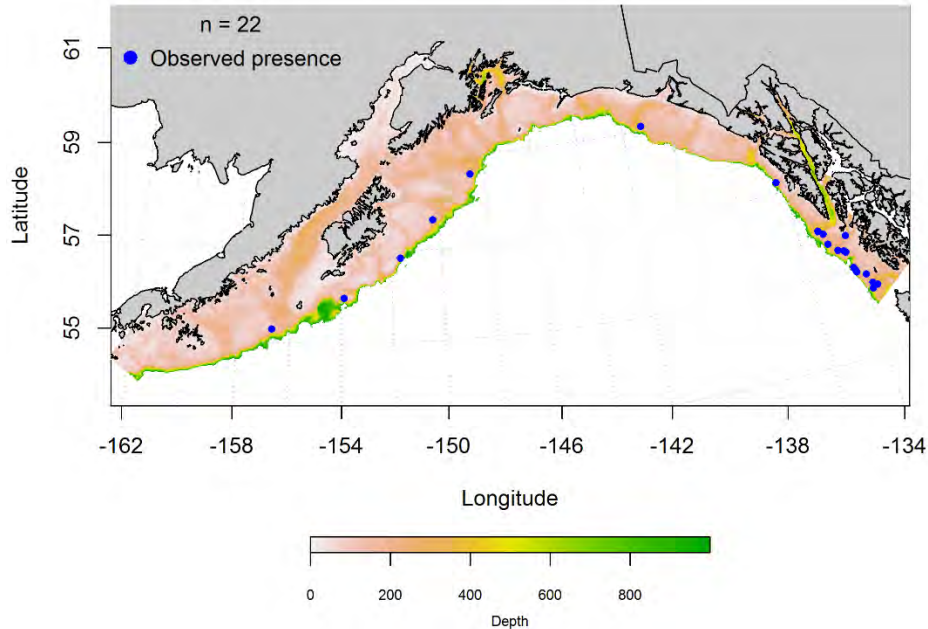 n = 22
Observed presence
61
59
57
55
Latitude
-162 -158 -154 -150 -146 -142 -138 -134
Longitude
0 200 400 600 800
Depth